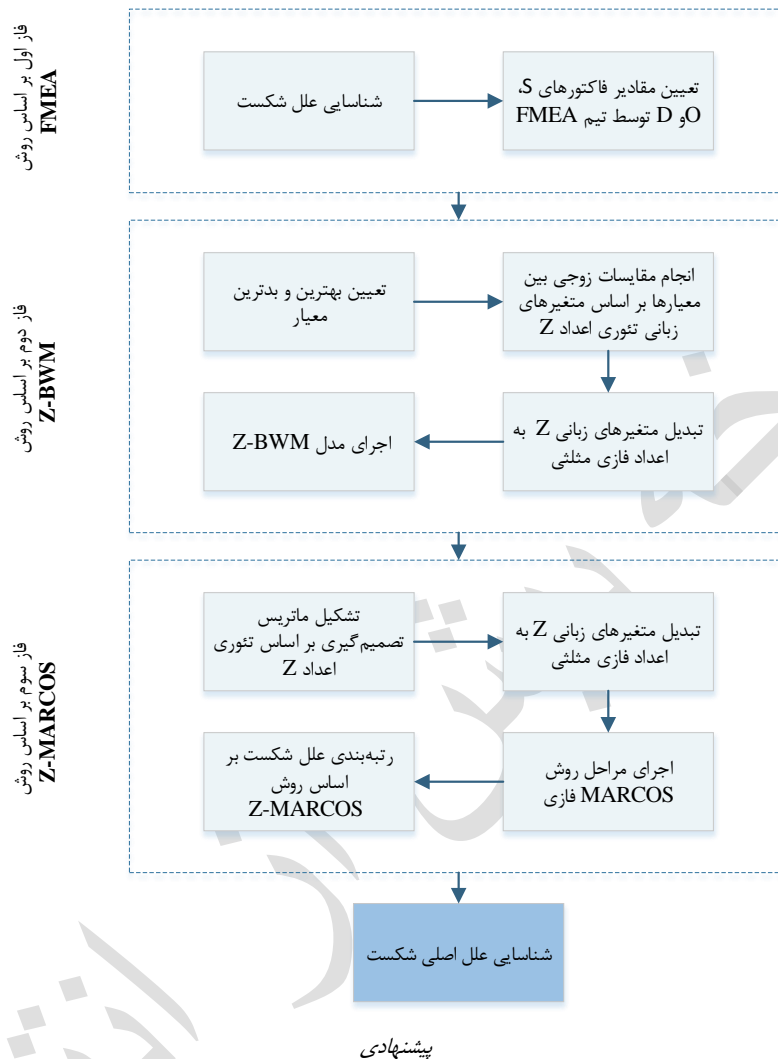 فاز اول بر اساس روش
FMEA
شناسایی علل شکست
تعیین مقادیر فاکتورهای S،
O و D توسط تیم FMEA
فاز دوم بر اساس روش
Z-BWM
تعیین بهترین و بدترین
معیار
انجام مقایسات زوجی بین
معیارها بر اساس متغیرهای
زبانی تئوری اعداد Z
تبدیل متغیرهای زبانی Z به
اعداد فازی مثلثی
اجرای مدل Z-BWM
فاز سوم بر اساس روش
Z-MARCOS
تشکیل ماتریس
تصمیم‌گیری بر اساس تئوری
اعداد Z
تبدیل متغیرهای زبانی Z به
اعداد فازی مثلثی
اجرای مراحل روش
MARCOS فازی
رتبه‌بندی علل شکست بر
اساس روش
Z-MARCOS
شناسایی علل اصلی شکست
پیشنهادی